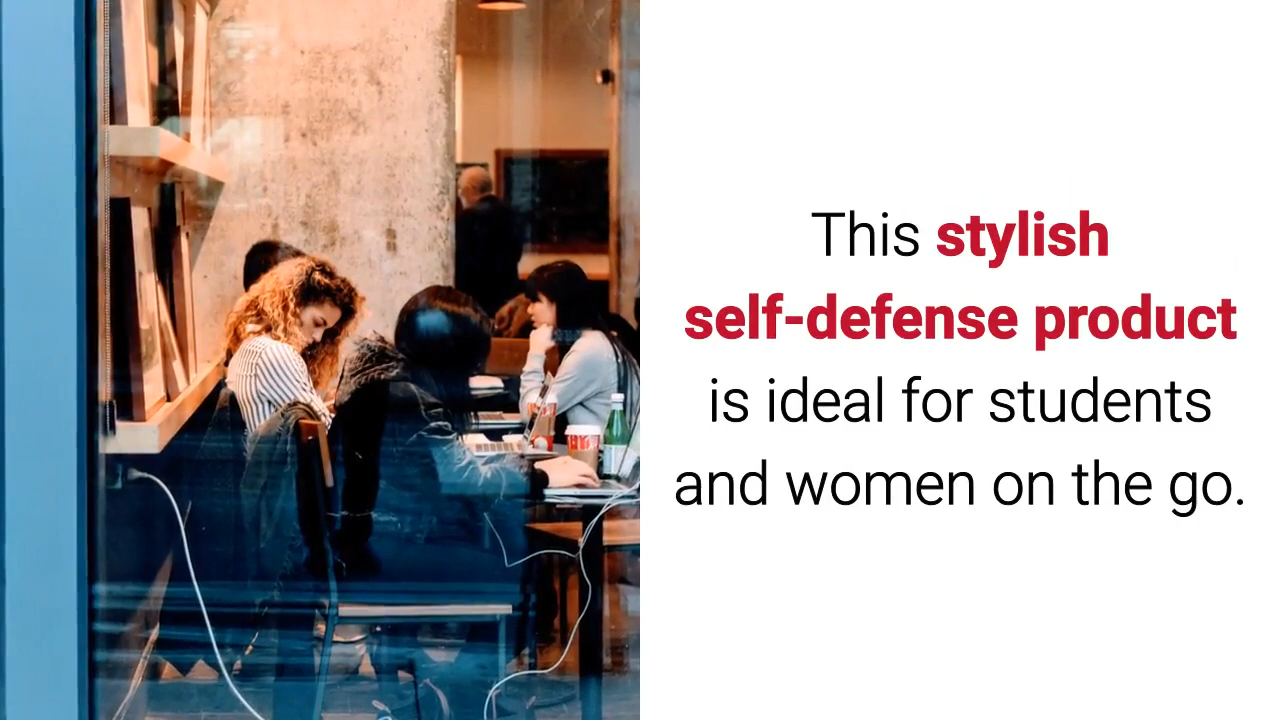 This stylish
self-defense product
is ideal for students
and women on the go.